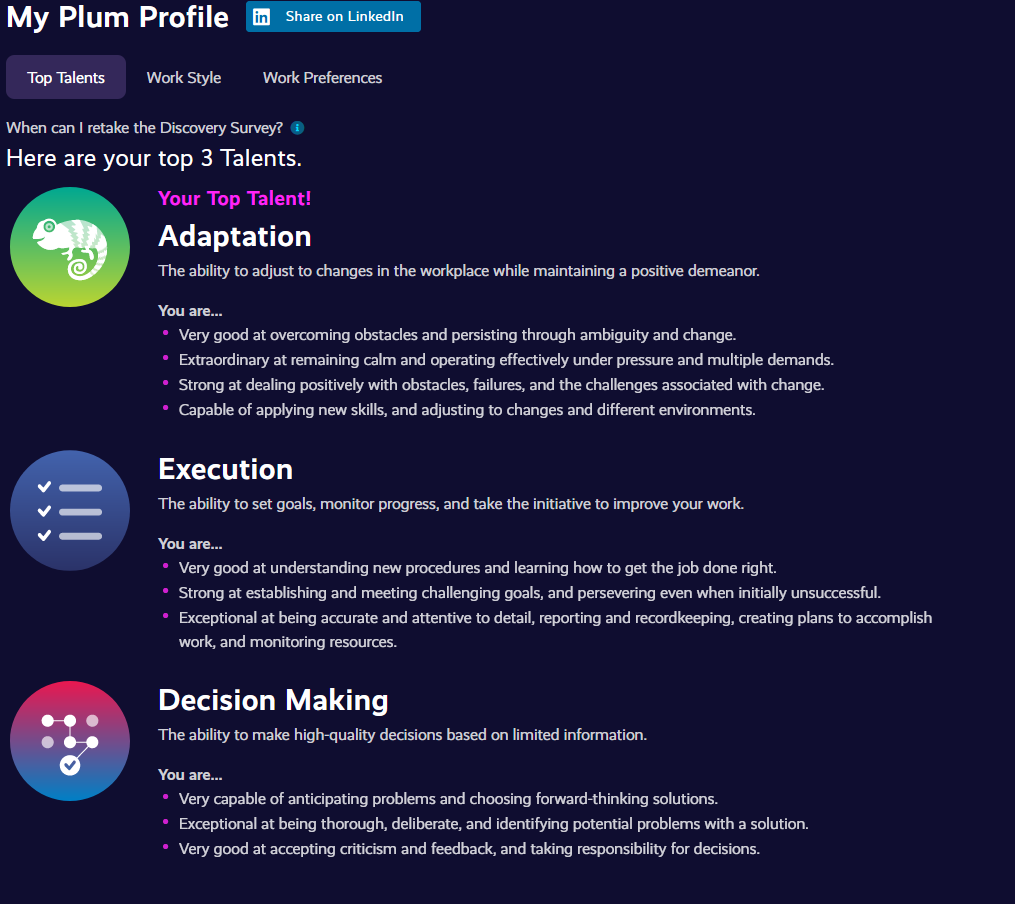 My Plum Profile
in Share on LinkedIn
Top Talents Work Style Work Preferences
When can I retake the Discovery Survey? i
Here are your top 3 Talents.
Your Top Talent!
Adaptation
The ability to adjust to changes in the workplace while maintaining a positive demeanor.
You are...
• Very good at overcoming obstacles and persisting through ambiguity and change.
• Extraordinary at remaining calm and operating effectively under pressure and multiple demands.
• Strong at dealing positively with obstacles, failures, and the challenges associated with change.
• Capable of applying new skills, and adjusting to changes and different environments.
Execution
The ability to set goals, monitor progress, and take the initiative to improve your work.
You are...
• Very good at understanding new procedures and learning how to get the job done right.
• Strong at establishing and meeting challenging goals, and persevering even when initially unsuccessful.
• Exceptional at being accurate and attentive to detail, reporting and recordkeeping, creating plans to accomplish
work, and monitoring resources.
Decision Making
The ability to make high-quality decisions based on limited information.
You are...
• Very capable of anticipating problems and choosing forward-thinking solutions.
• Exceptional at being thorough, deliberate, and identifying potential problems with a solution.
• Very good at accepting criticism and feedback, and taking responsibility for decisions.